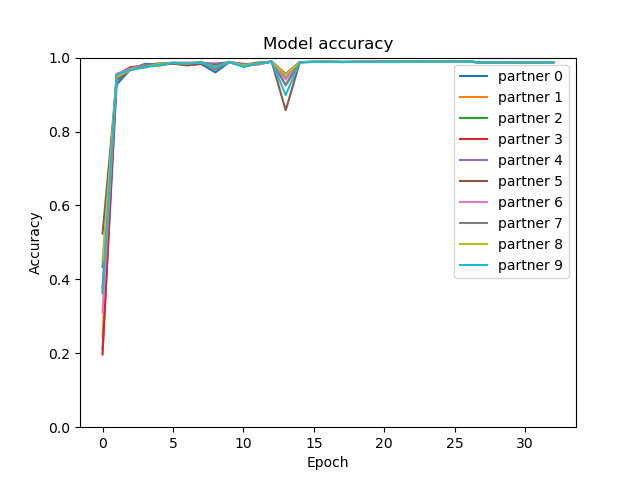 Model accuracy
1.0
0.8
0.6
0.4
0.2
0.0
Accuracy
partner 0
partner 1
partner 2
partner 3
partner 4
partner 5
partner 6
partner 7
partner 8
partner 9
0 5 10 15 20 25 30
Epoch